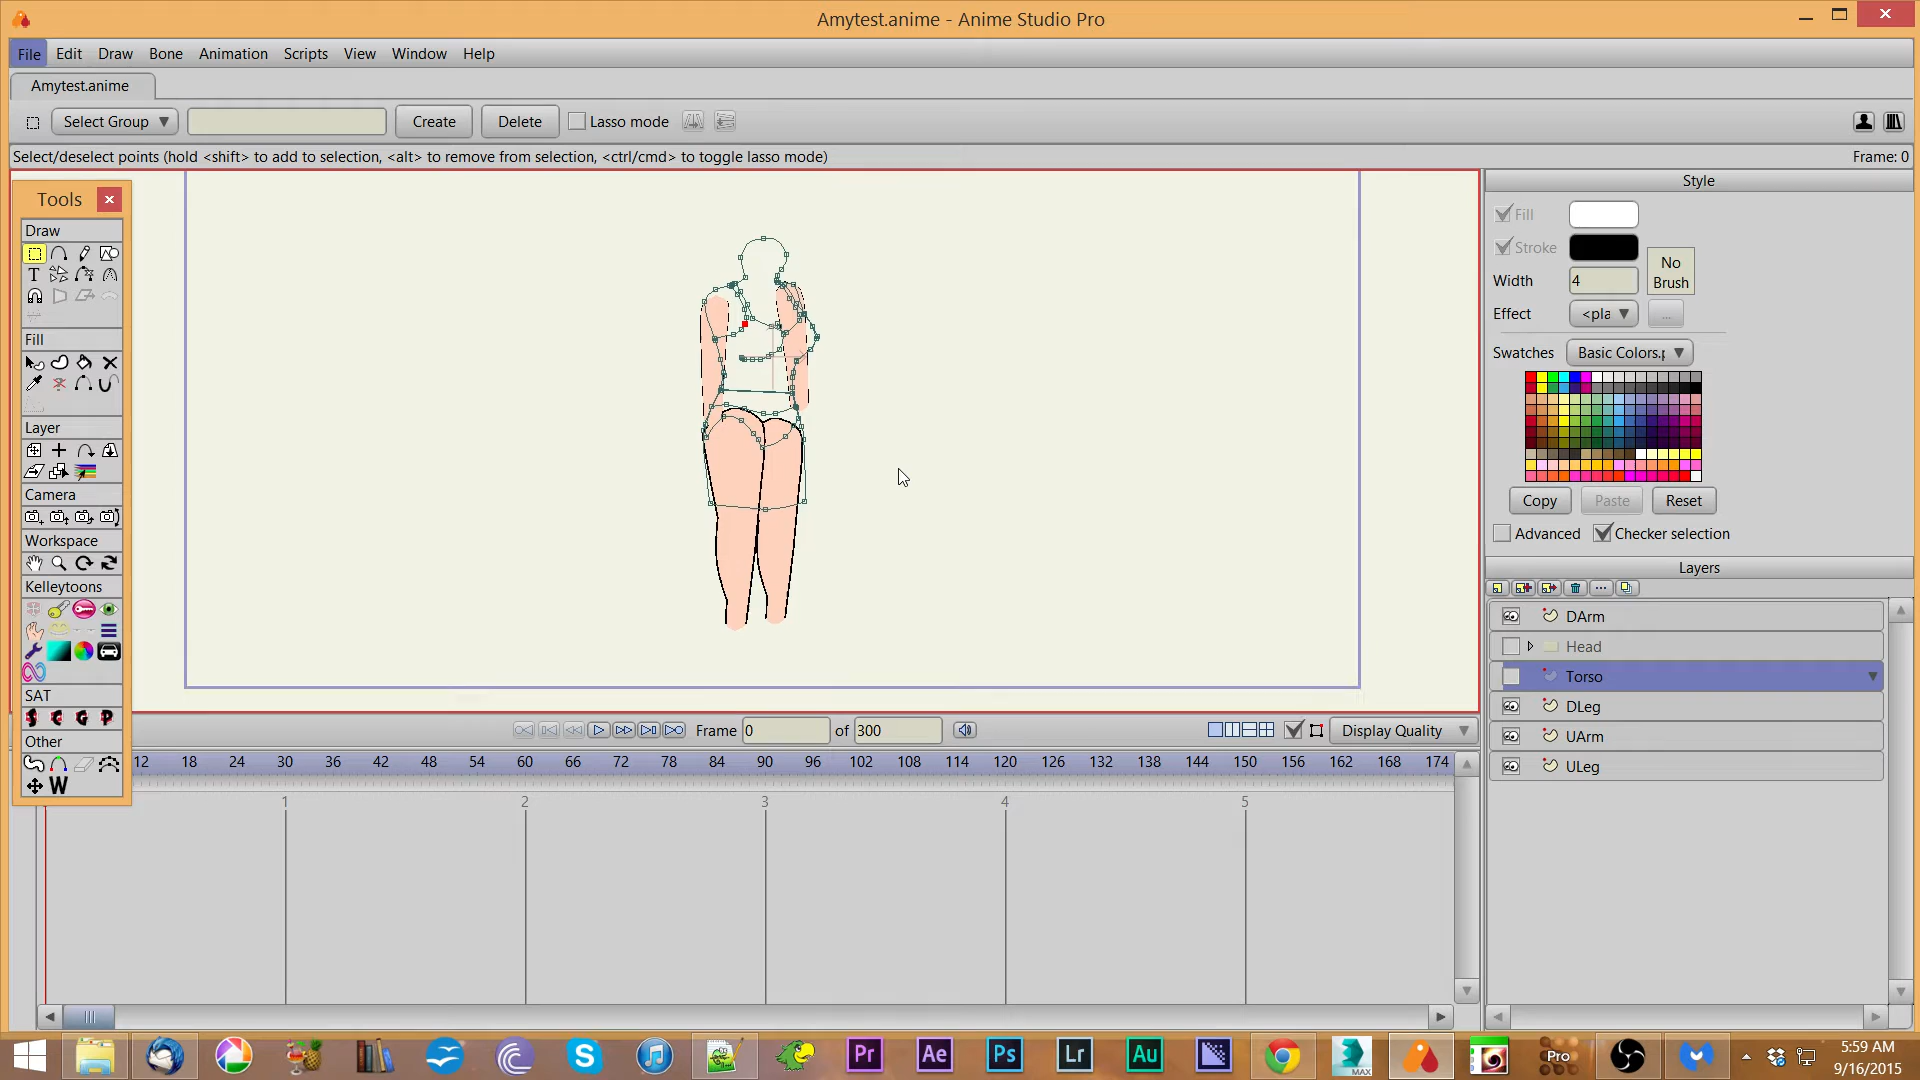 Amytest.anime - Anime Studio Pro
File Edit Draw Bone Animation Scripts View Window Help
Amytest.anime
Select Group Create Delete Lasso mode
Select/deselect points (hold <shift> to add to selection, <alt> to remove from selection, <ctrl/cmd> to toggle lasso mode) Frame: 0
Tools
Draw
T
Fill
Layer
Camera
Workspace
Kelleytoons
SAT
Other
W
Style
Fill
Stroke
No
Brush
Width 4
Effect <pla ...
Swatches Basic Colors.p
Copy Paste Reset
Advanced Checker selection
Layers
DArm
Head
Torso
DLeg
UArm
ULeg
Frame 0 of 300 Display Quality
12 18 24 30 36 42 48 54 60 66 72 78 84 90 96 102 108 114 120 126 132 138 144 150 156 162 168 174
1 2 3 4 5
Pr Ae Ps Lr Au MAX Pro
5:59 AM
9/16/2015